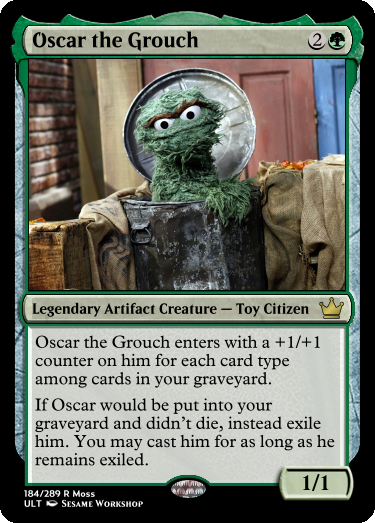 Oscar the Grouch 2
Legendary Artifact Creature — Toy Citizen
Oscar the Grouch enters with a +1/+1
counter on him for each card type
among cards in your graveyard.
If Oscar would be put into your
graveyard and didn't die, instead exile
him. You may cast him for as long as he
remains exiled.
1/1
184/289 R Moss
ULT Sesame Workshop